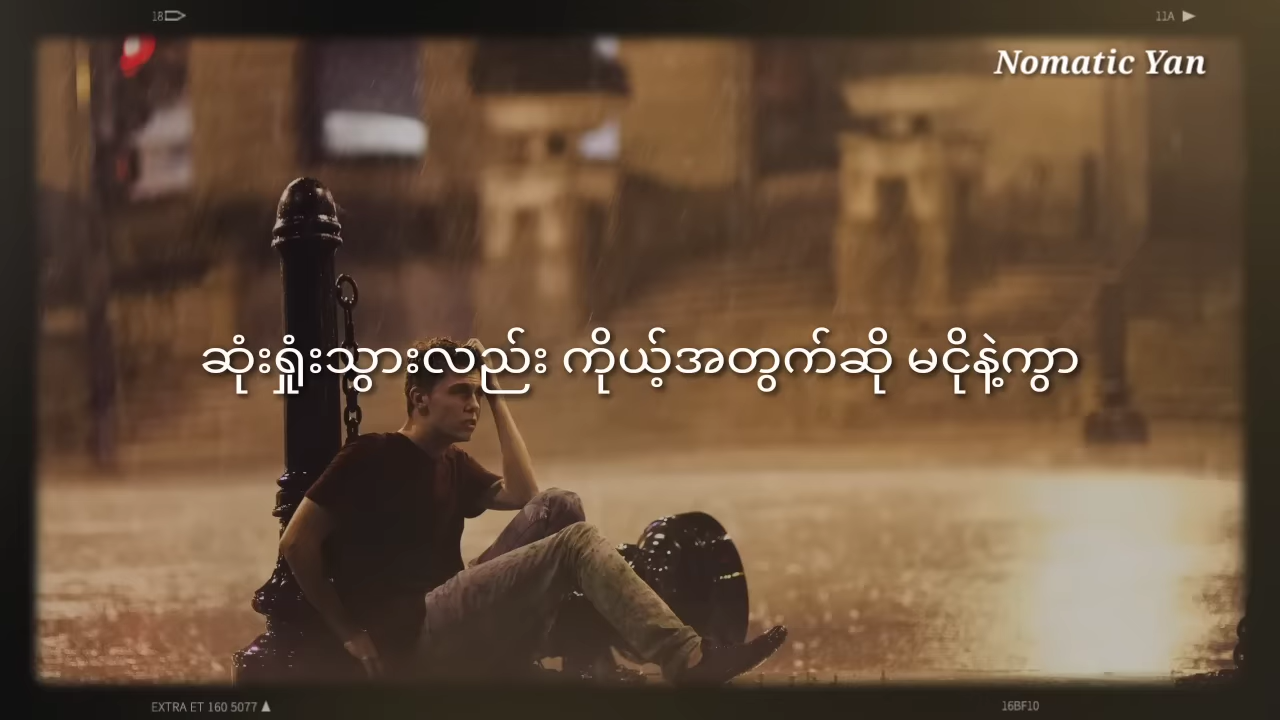 18
11A
Nomatic Yan
ဆုံးရှုံးသွားလည်း ကိုယ့်အတွက်ဆို မငိုနဲ့ကွာ
EXTRA ET 160 5077
16BF10